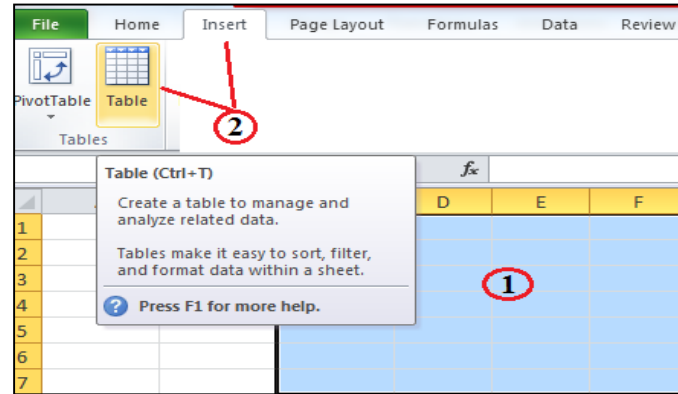 File Home Insert Page Layout Formulas Data Review
PivotTable Table
Tables
2
Table (Ctrl+T)
Create a table to manage and
analyze related data.
Tables make it easy to sort, filter,
and format data within a sheet.
Press F1 for more help.
fx
D E F
1
2
3
4
5
6
7
1